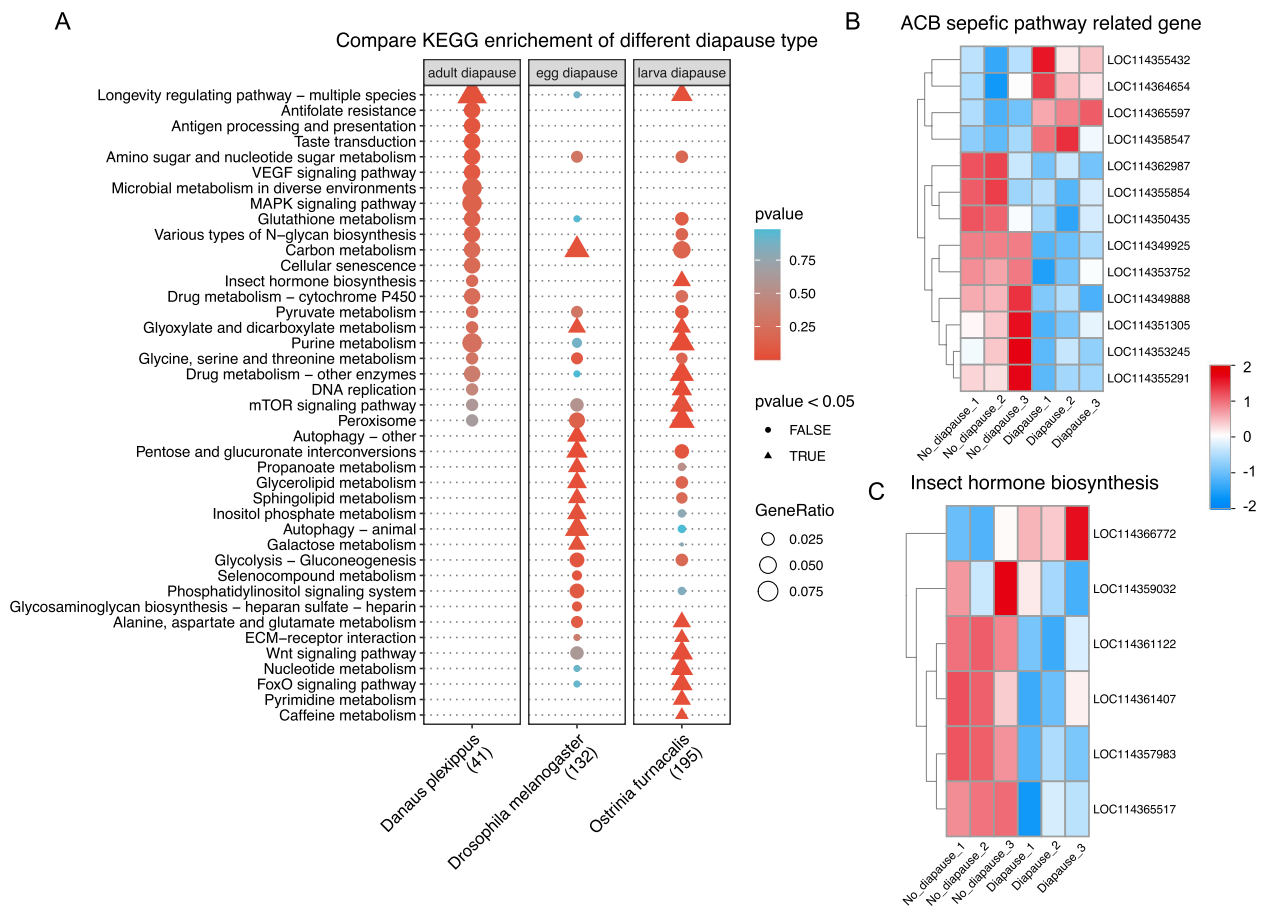 A
Compare KEGG enrichement of different diapause type
adult diapause
egg diapause
larva diapause
Longevity regulating pathway − multiple species
Antifolate resistance
Antigen processing and presentation
Taste transduction
Amino sugar and nucleotide sugar metabolism
VEGF signaling pathway
Microbial metabolism in diverse environments
MAPK signaling pathway
Glutathione metabolism
Various types of N−glycan biosynthesis
Carbon metabolism
Cellular senescence
Insect hormone biosynthesis
Drug metabolism − cytochrome P450
Pyruvate metabolism
Glyoxylate and dicarboxylate metabolism
Purine metabolism
Glycine, serine and threonine metabolism
Drug metabolism − other enzymes
DNA replication
mTOR signaling pathway
Peroxisome
Autophagy − other
Pentose and glucuronate interconversions
Propanoate metabolism
Glycerolipid metabolism
Sphingolipid metabolism
Inositol phosphate metabolism
Autophagy − animal
Galactose metabolism
Glycolysis − Gluconeogenesis
Selenocompound metabolism
Phosphatidylinositol signaling system
Glycosaminoglycan biosynthesis − heparan sulfate − heparin
Alanine, aspartate and glutamate metabolism
ECM−receptor interaction
Wnt signaling pathway
Nucleotide metabolism
FoxO signaling pathway
Pyrimidine metabolism
Caffeine metabolism
Danaus plexippus
(41)
Drosophila melanogaster
(132)
Ostrinia furnacalis
(195)
pvalue
0.75
0.50
0.25
pvalue < 0.05
FALSE
TRUE
GeneRatio
0.025
0.050
0.075
B
ACB sepefic pathway related gene
LOC114355432
LOC114364654
LOC114365597
LOC114358547
LOC114362987
LOC114355854
LOC114350435
LOC114349925
LOC114353752
LOC114349888
LOC114351305
LOC114353245
LOC114355291
No_diapause_1
No_diapause_2
No_diapause_3
Diapause_1
Diapause_2
Diapause_3
2
1
0
-1
-2
C
Insect hormone biosynthesis
LOC114366772
LOC114359032
LOC114361122
LOC114361407
LOC114357983
LOC114365517
No_diapause_1
No_diapause_2
No_diapause_3
Diapause_1
Diapause_2
Diapause_3